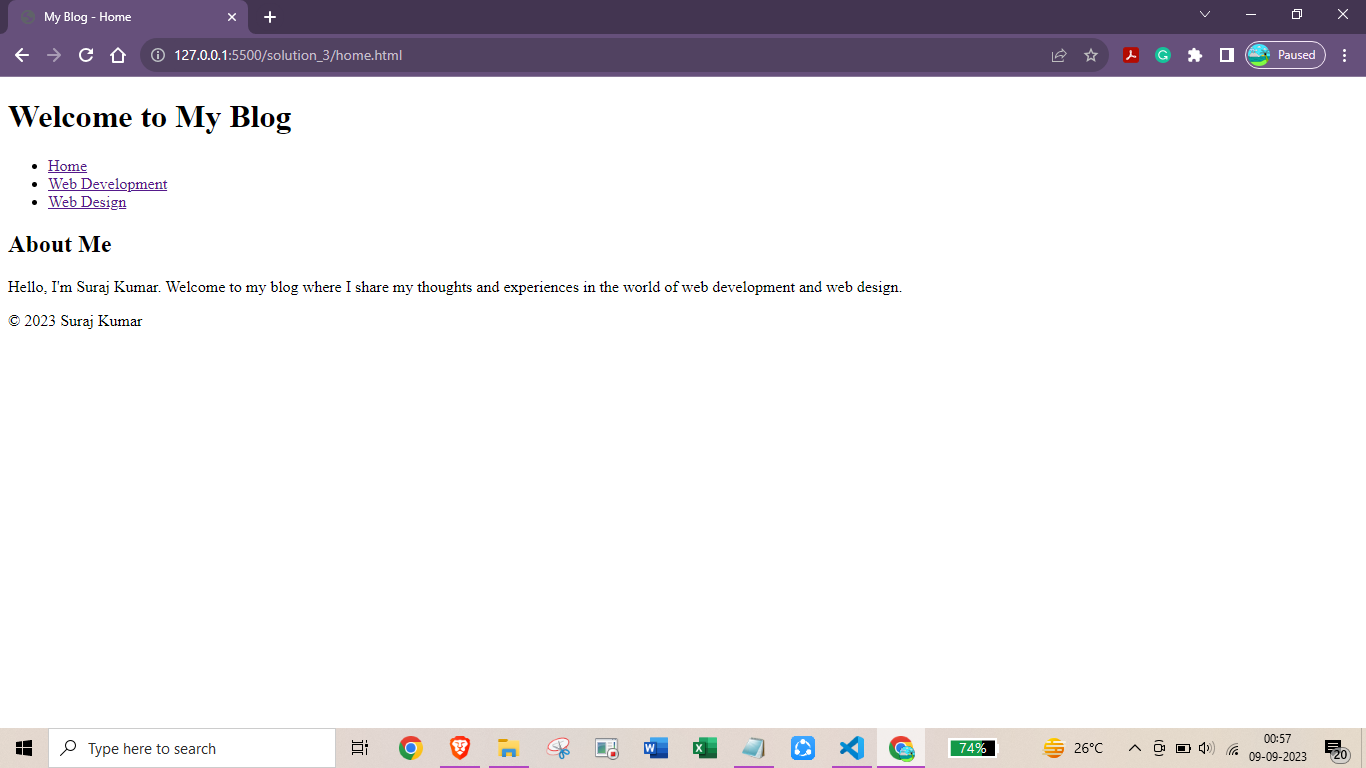 My Blog - Home
127.0.0.1:5500/solution_3/home.html
Paused
Welcome to My Blog
Home
Web Development
Web Design
About Me
Hello, I'm Suraj Kumar. Welcome to my blog where I share my thoughts and experiences in the world of web development and web design.
© 2023 Suraj Kumar
Type here to search
74%
26°C
00:57
09-09-2023
20